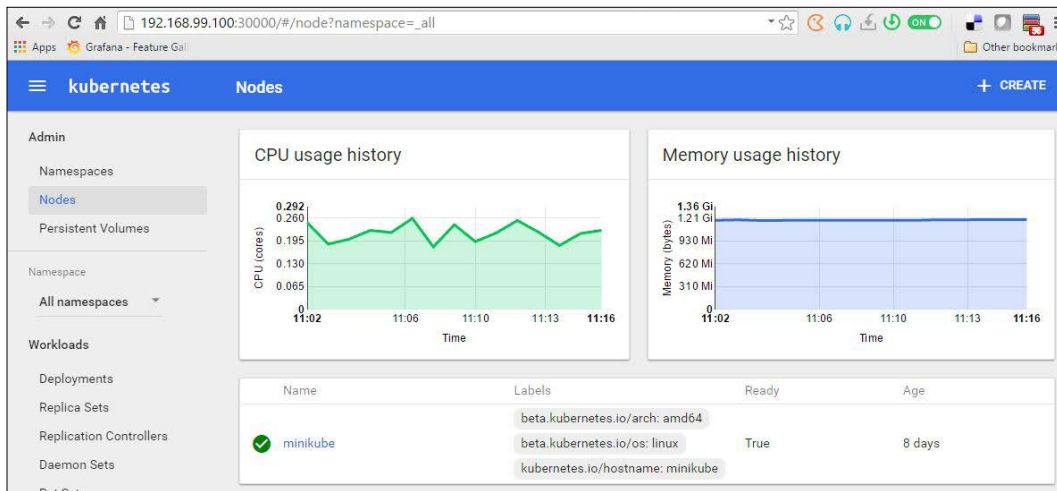 192.168.99.100:30000/#/node?namespace=_all
ON
56
Apps Grafana - Feature Gal
Other bookmark
kubernetes Nodes + CREATE
Admin
Namespaces
Nodes
Persistent Volumes
Namespace
All namespaces
Workloads
Deployments
Replica Sets
Replication Controllers
Daemon Sets
CPU usage history
CPU (cores)
0.292
0.260
0.195
0.130
0.065
0
11:02 11:06 11:10 11:13 11:16
Time
Memory usage history
Memory (bytes)
1.36 Gi
1.21 Gi
930 Mi
620 Mi
310 Mi
0
11:02 11:06 11:10 11:13 11:16
Time
Name Labels Ready Age
beta.kubernetes.io/arch: amd64
minikube beta.kubernetes.io/os: linux True 8 days
kubernetes.io/hostname: minikube